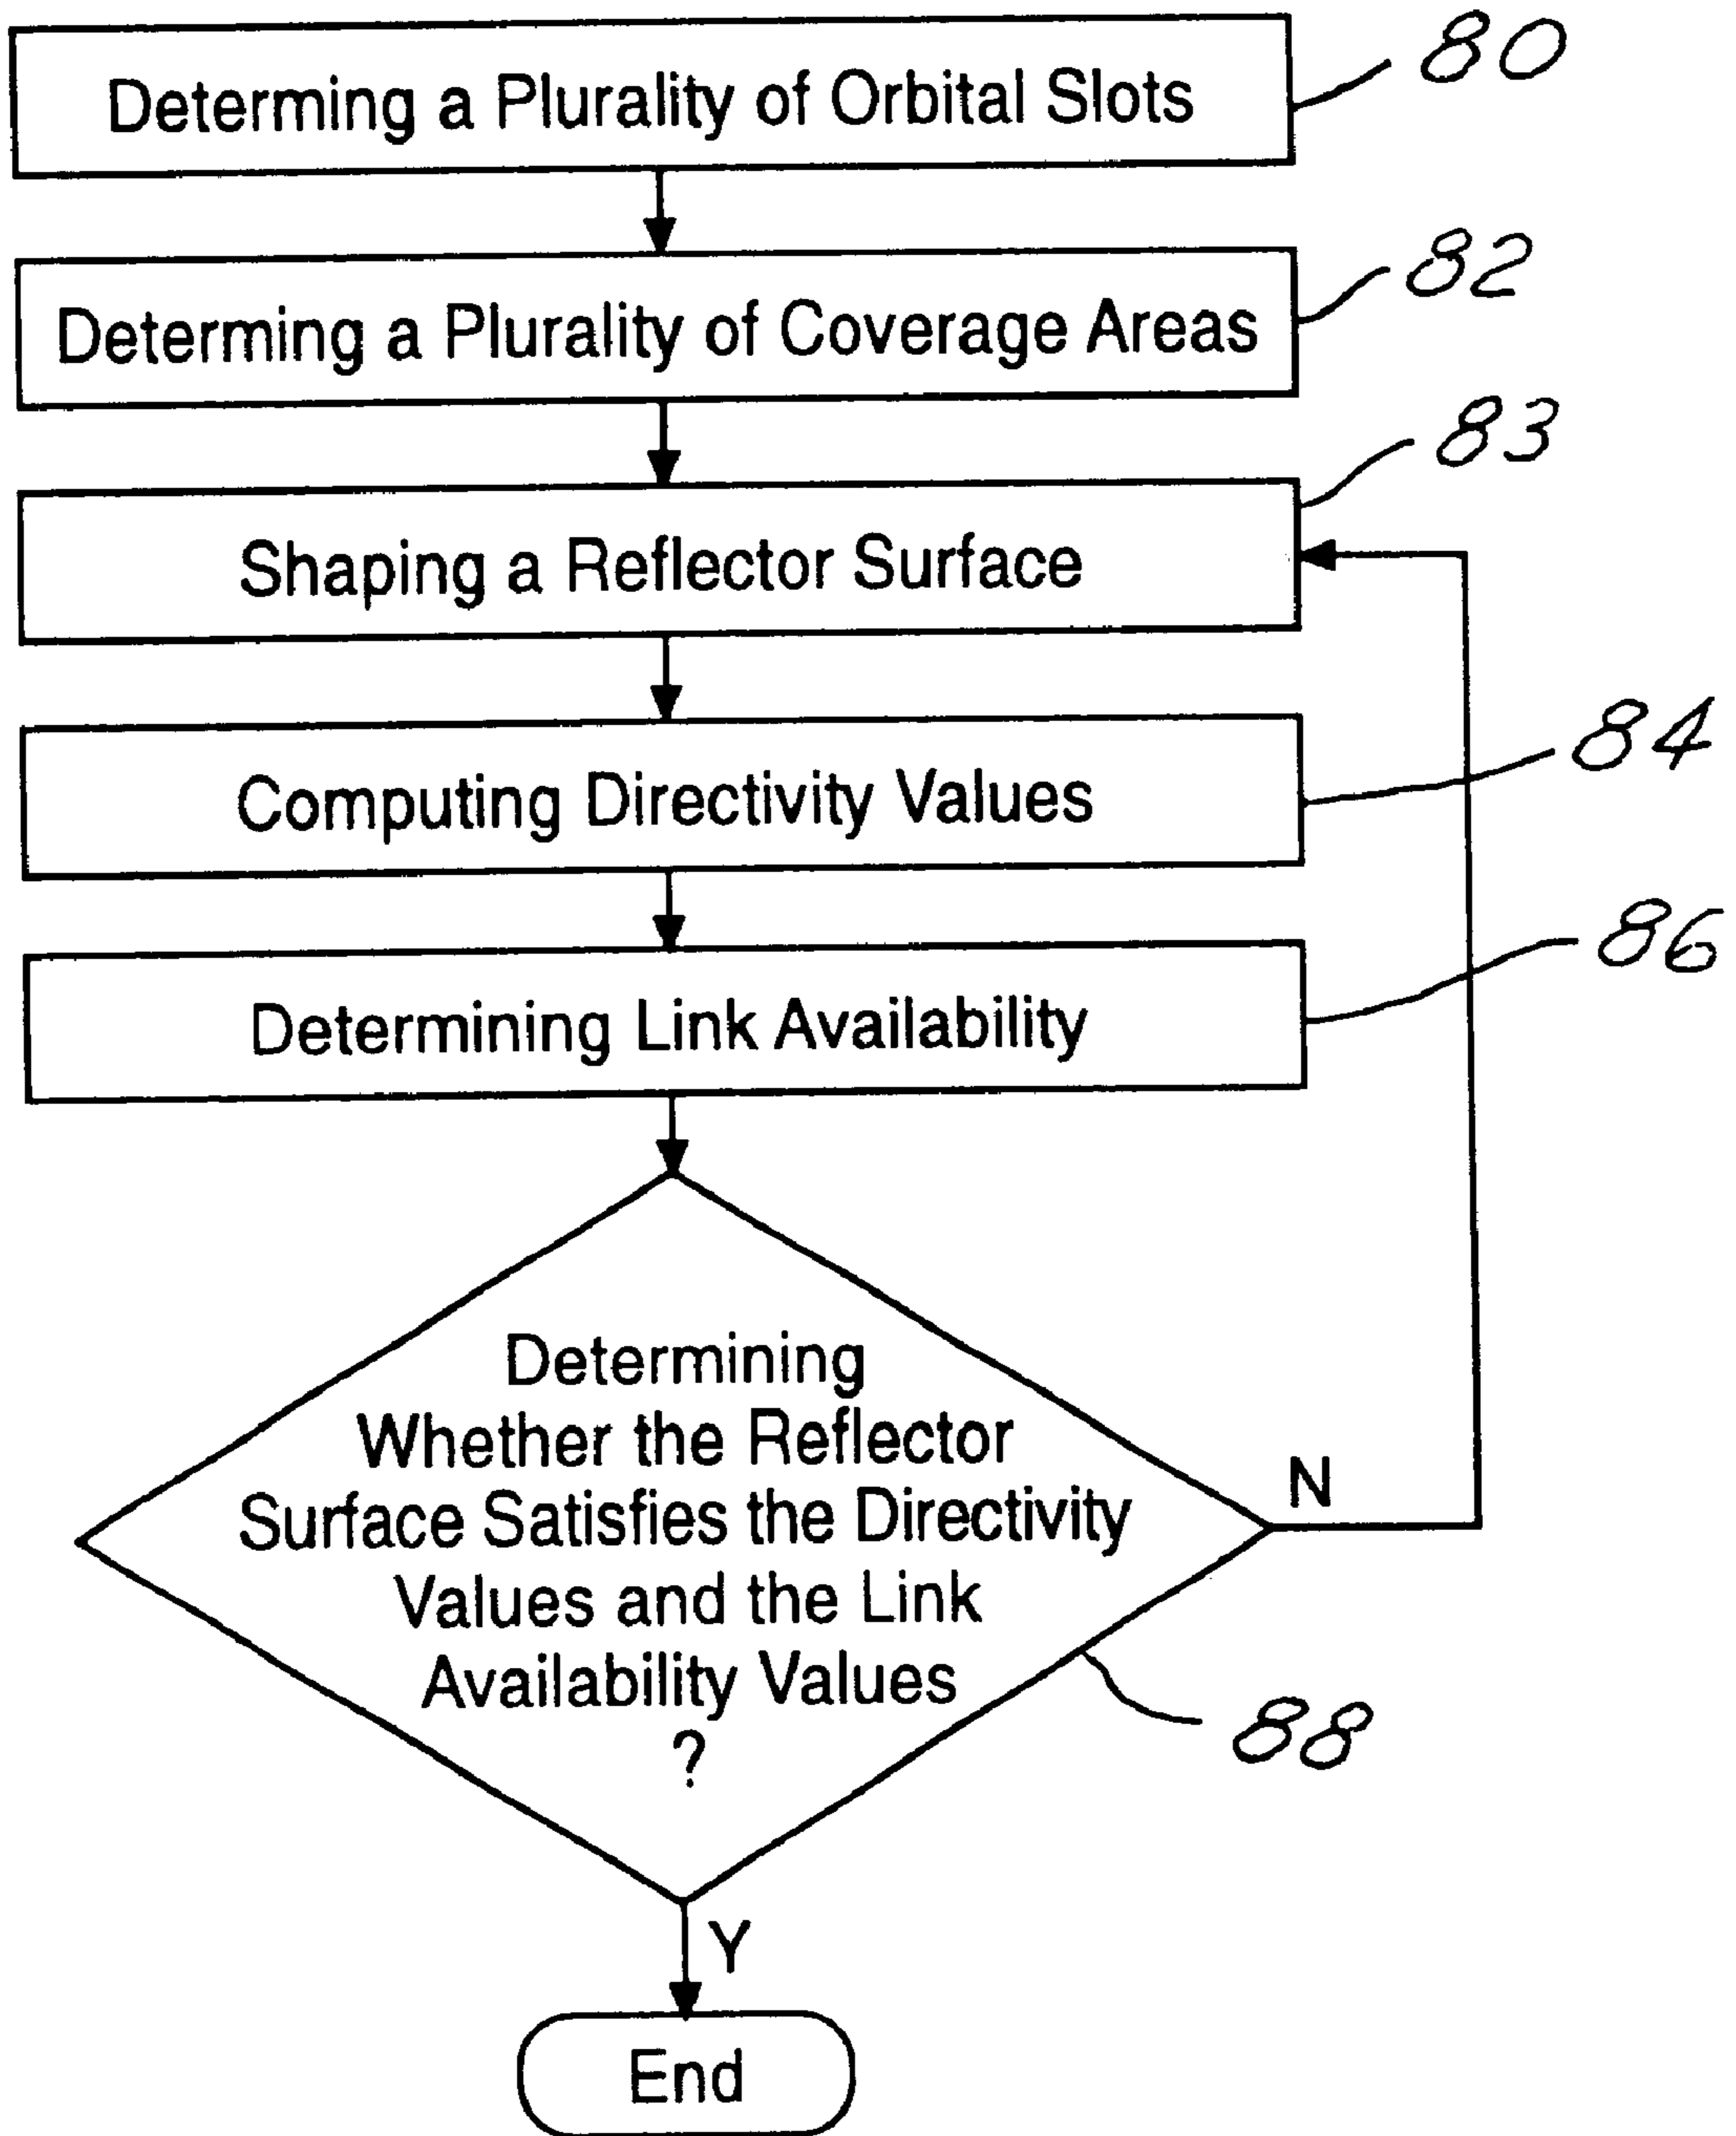 Determing a Plurality of Orbital Slots
80
Determing a Plurality of Coverage Areas
82
Shaping a Reflector Surface
83
Computing Directivity Values
84
Determining Link Availability
86
Determining
Whether the Reflector
Surface Satisfies the Directivity
Values and the Link
Availability Values
?
N
88
Y
End